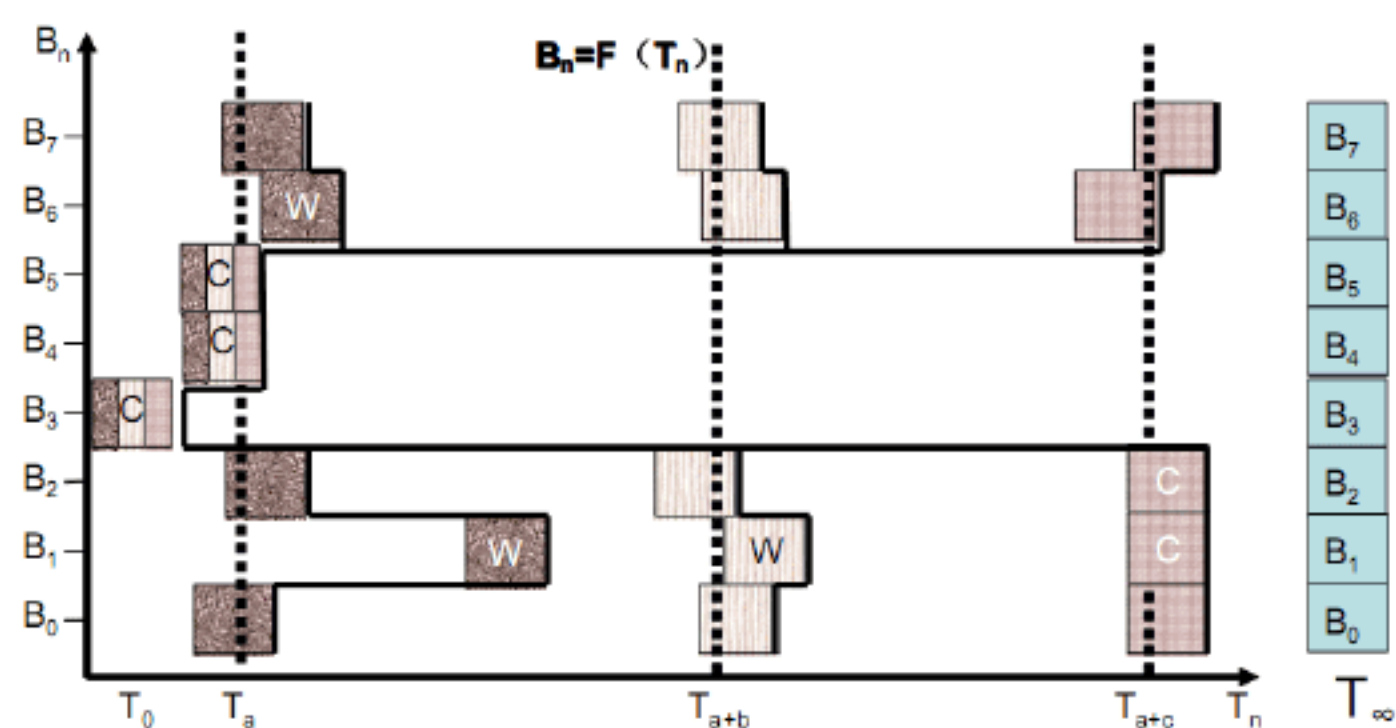 Bₙ
Bₙ=F（Tₙ）
B₇
B₇
B₆
W
B₆
B₅
C
B₅
B₄
C
B₄
B₃
C
B₃
B₂
C
B₂
B₁
W
W
C
B₁
B₀
B₀
T₀
Tₐ
Tₐ₊b
Tₐ₊c
Tₙ
T∞